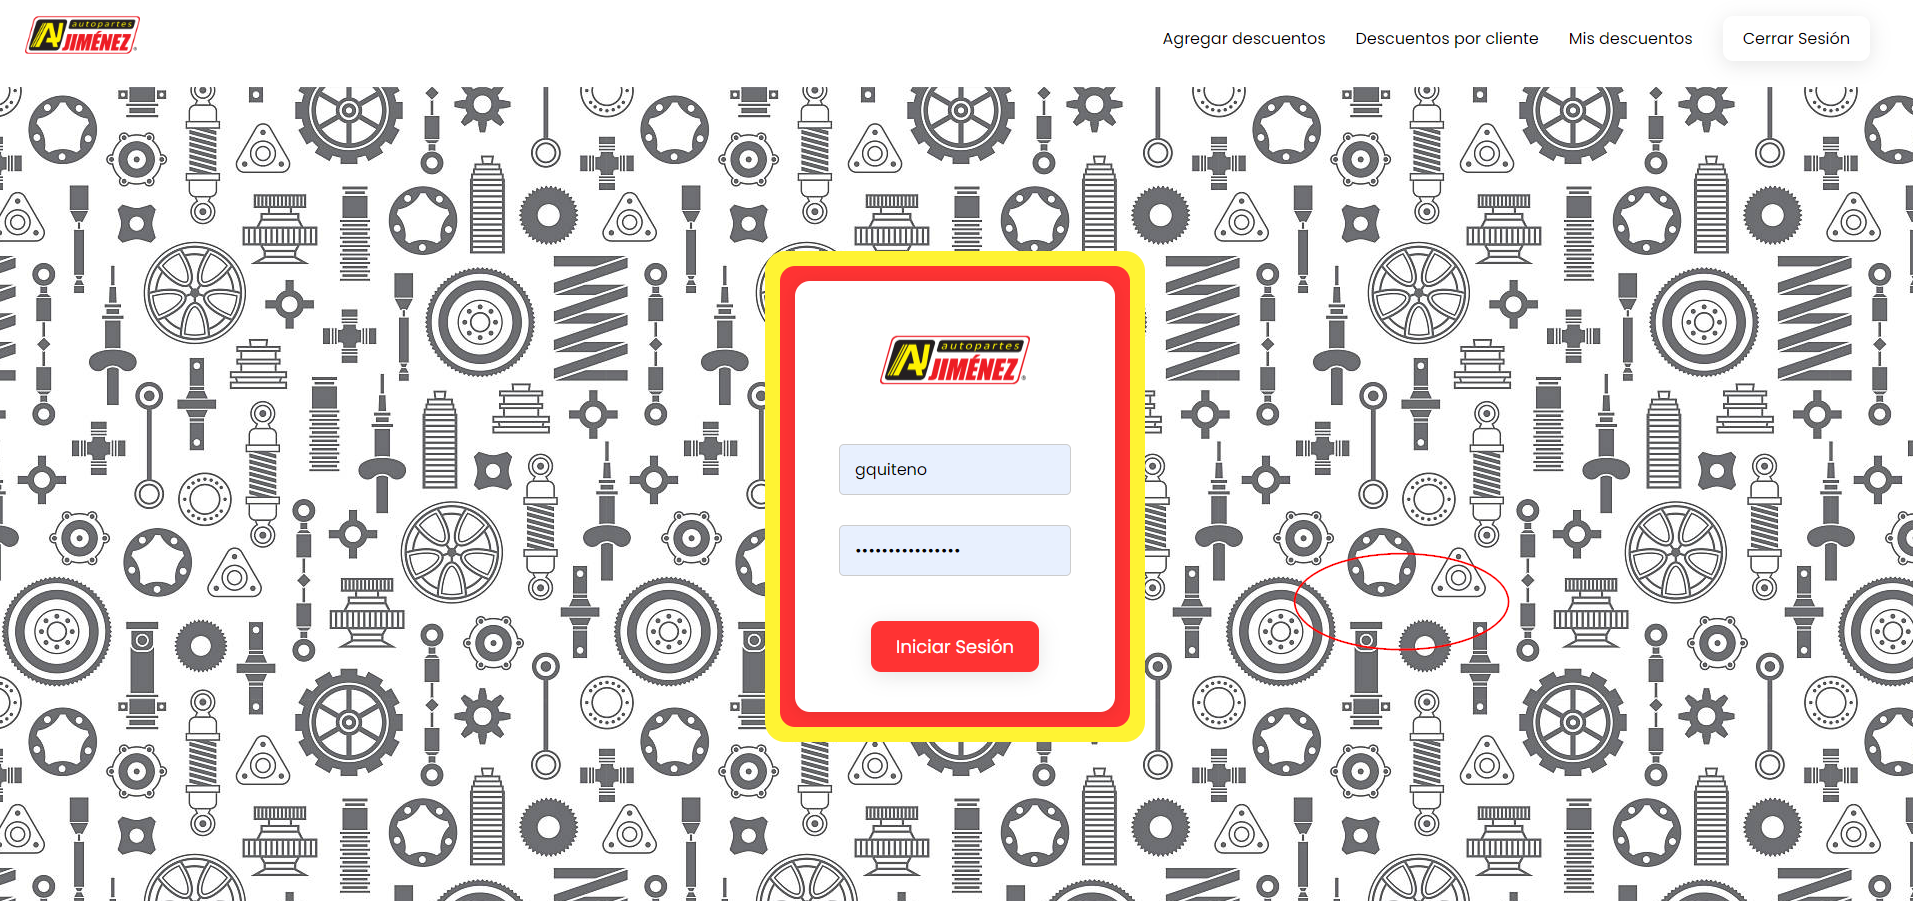 autopartes
AJ JIMÉNEZ®
Agregar descuentos
Descuentos por cliente
Mis descuentos
Cerrar Sesión
autopartes
AJ JIMÉNEZ®
gquiteno
••••••••••••••••
Iniciar Sesión